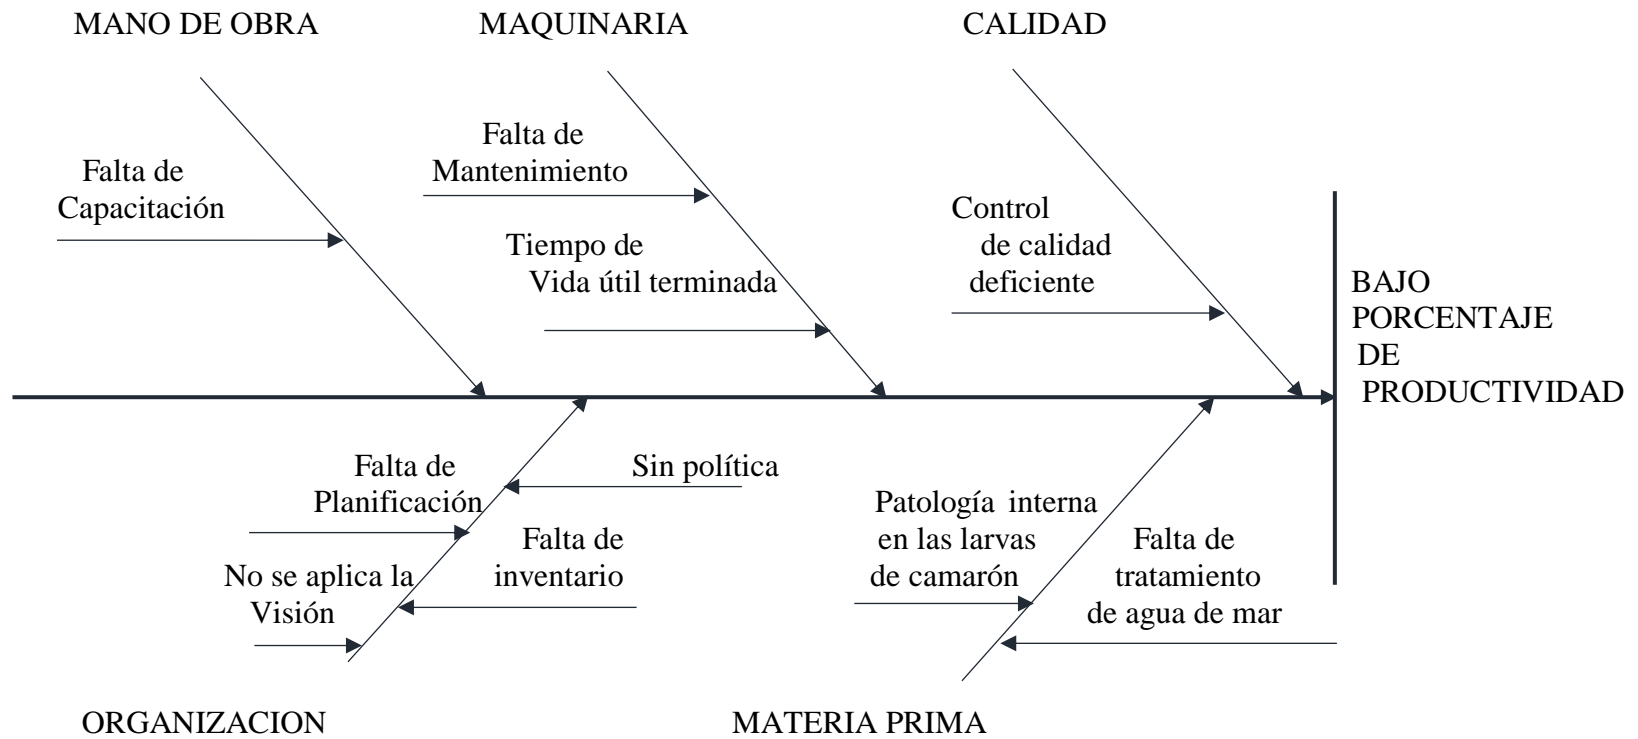 MANO DE OBRA
MAQUINARIA
CALIDAD
Falta de
Capacitación
Falta de
Mantenimiento
Tiempo de
Vida útil terminada
Control
de calidad
deficiente
BAJO
PORCENTAJE
DE
PRODUCTIVIDAD
Falta de
Planificación
Sin política
No se aplica la
Visión
Falta de
inventario
Patología interna
en las larvas
de camarón
Falta de
tratamiento
de agua de mar
ORGANIZACION
MATERIA PRIMA